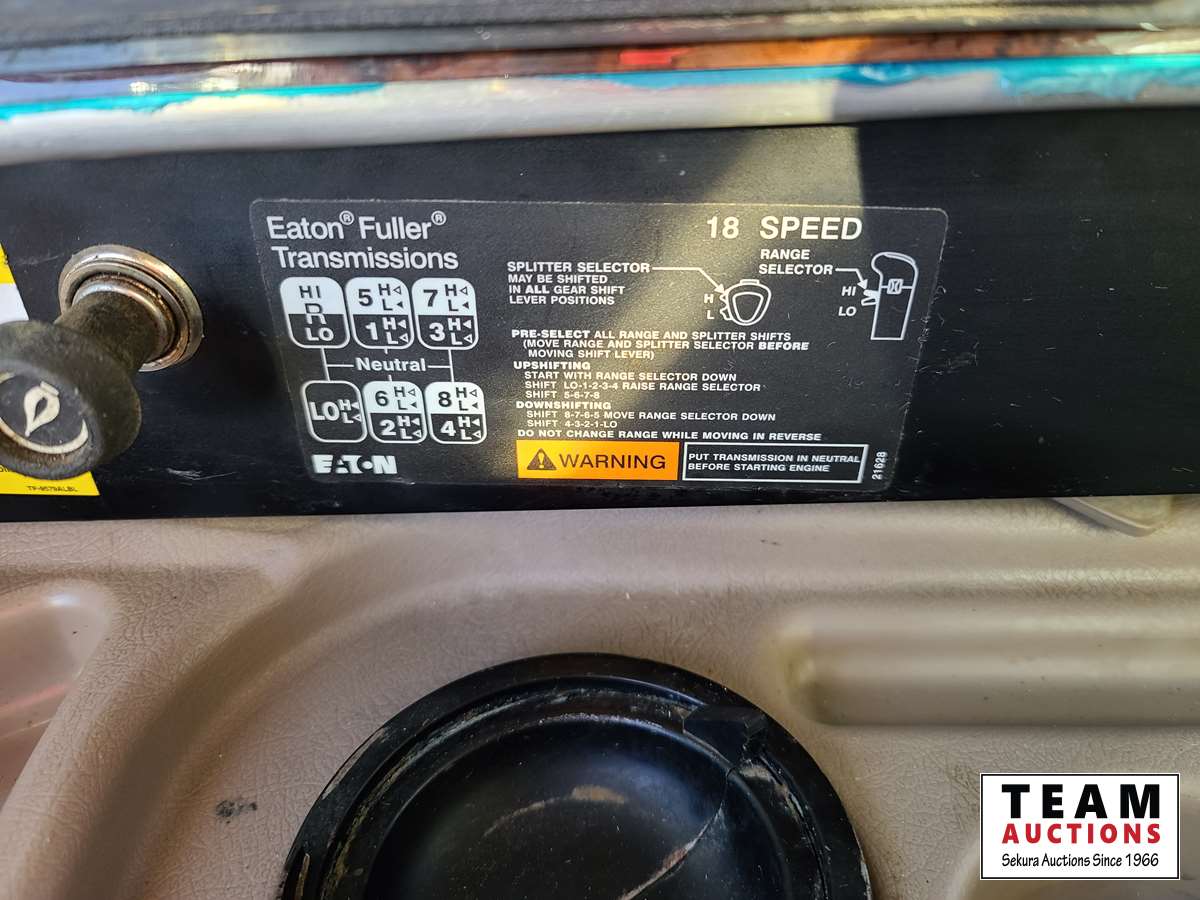 Eaton® Fuller®
Transmissions
18 SPEED
HI
R
LO
5 H L
1 H L
7 H L
3 H L
Neutral
LO H L
6 H L
2 H L
8 H L
4 H L
EATON
SPLITTER SELECTOR
MAY BE SHIFTED
IN ALL GEAR SHIFT
LEVER POSITIONS
H
L
RANGE
SELECTOR
HI
LO
PRE-SELECT ALL RANGE AND SPLITTER SHIFTS
(MOVE RANGE AND SPLITTER SELECTOR BEFORE
MOVING SHIFT LEVER)
UPSHIFTING
START WITH RANGE SELECTOR DOWN
SHIFT LO-1-2-3-4 RAISE RANGE SELECTOR
SHIFT 5-6-7-8
DOWNSHIFTING
SHIFT 8-7-6-5 MOVE RANGE SELECTOR DOWN
SHIFT 4-3-2-1-LO
DO NOT CHANGE RANGE WHILE MOVING IN REVERSE
WARNING
PUT TRANSMISSION IN NEUTRAL
BEFORE STARTING ENGINE
21628
TEAM
AUCTIONS
Sekura Auctions Since 1966